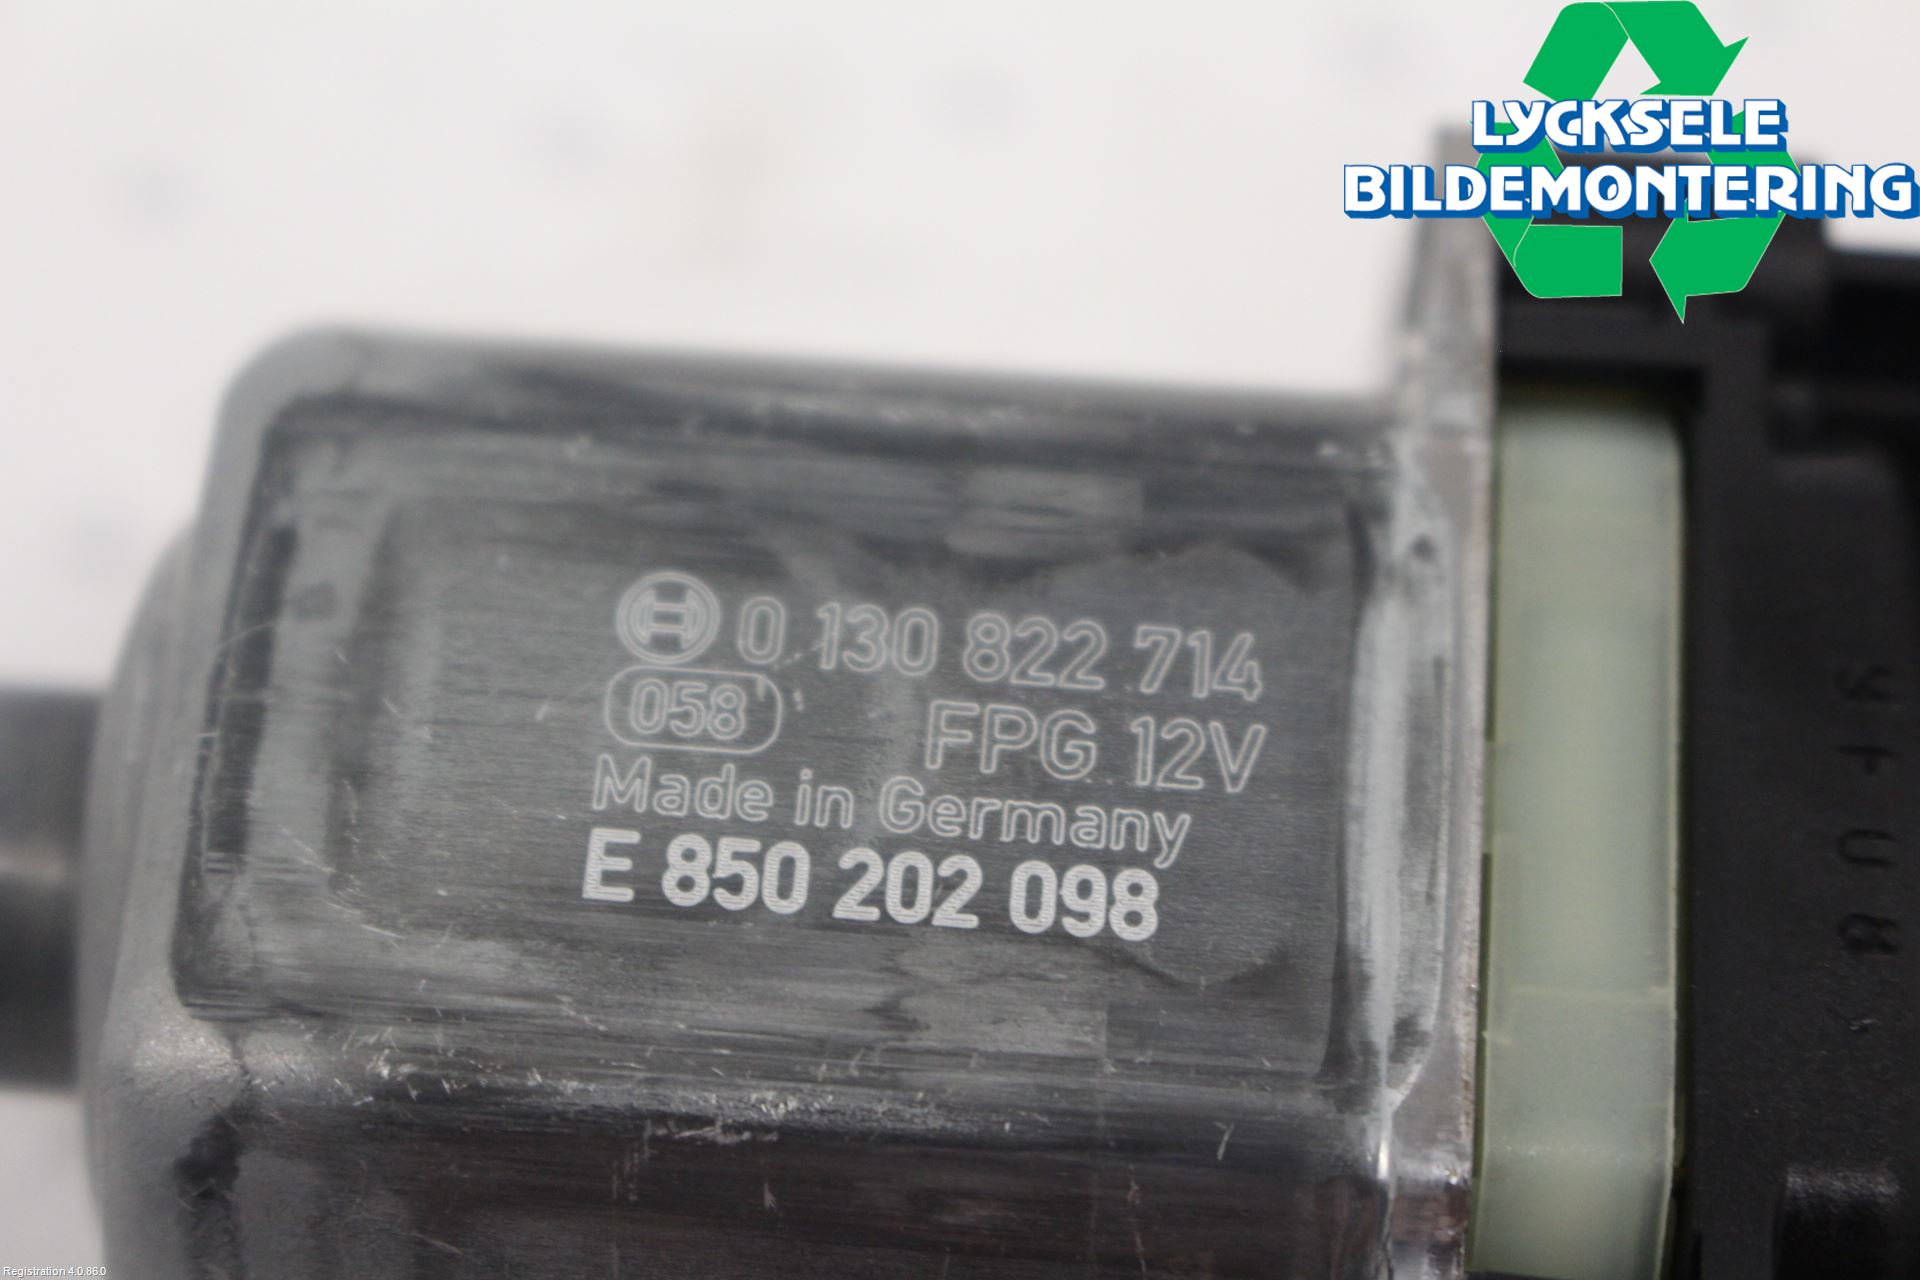 LYCKSELE
BILDEMONTERING
0 130 822 714
058 FPG 12V
Made in Germany
E 850 202 098
Registration 4.0.86.0